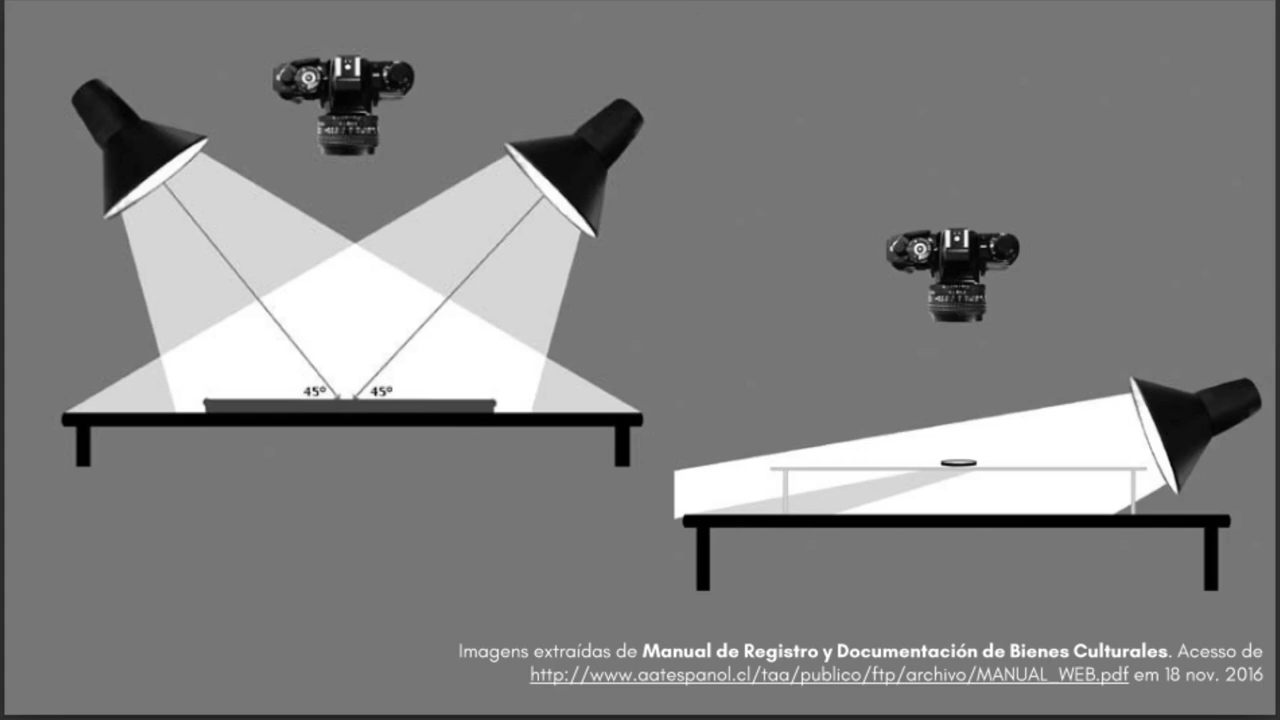 45º 45º
Imagens extraídas de Manual de Registro y Documentación de Bienes Culturales. Acesso de
http://www.aatespanol.cl/taa/publico/ftp/archivo/MANUAL_WEB.pdf em 18 nov. 2016